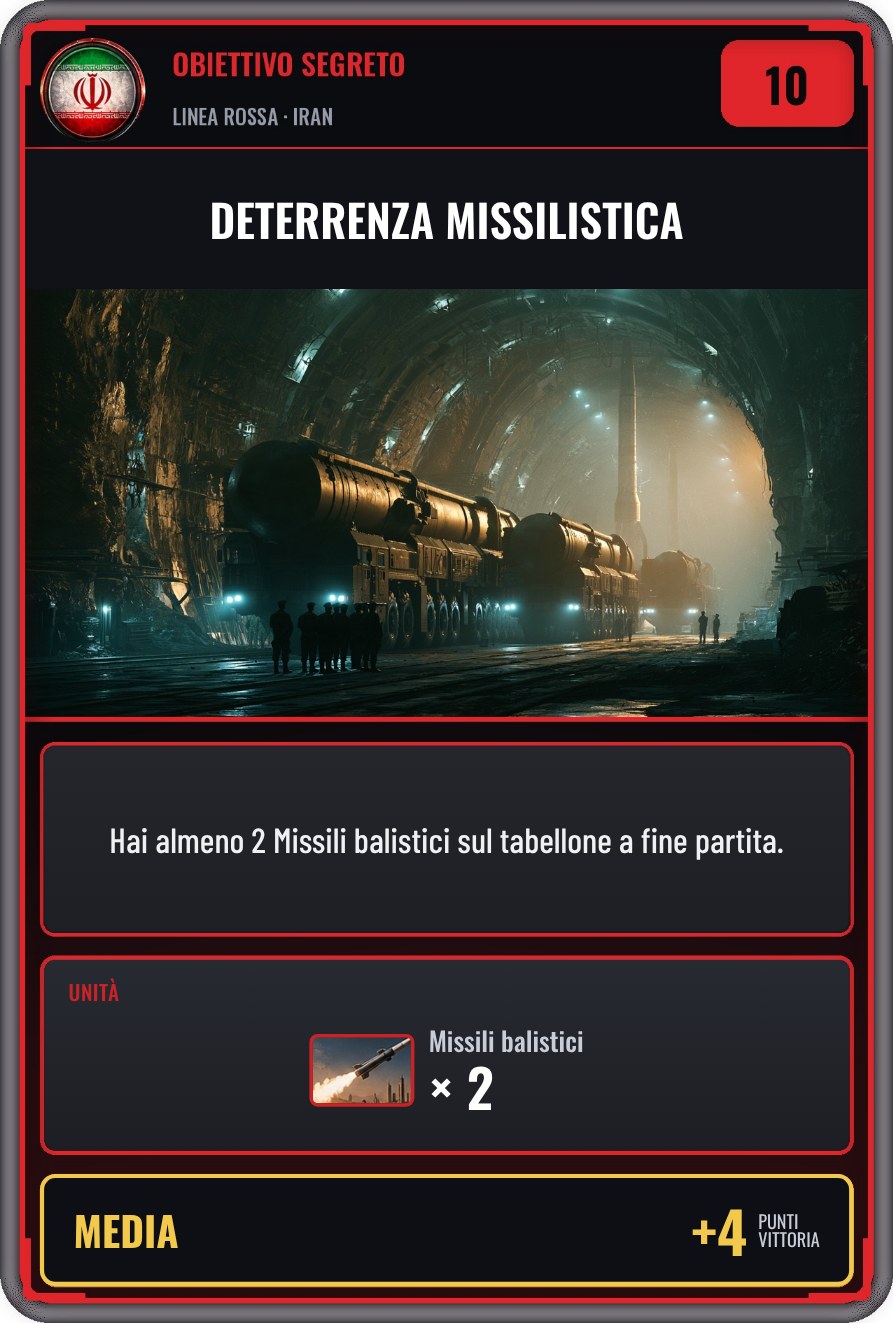 OBIETTIVO SEGRETO
LINEA ROSSA · IRAN
10
DETERRENZA MISSILISTICA
Hai almeno 2 Missili balistici sul tabellone a fine partita.
UNITÀ
Missili balistici
× 2
MEDIA
+4
PUNTI
VITTORIA